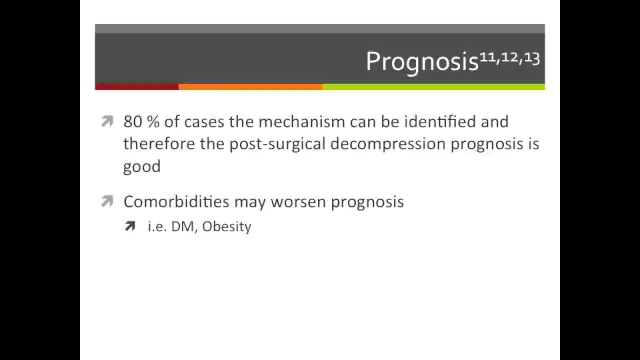 Prognosis11,12,13
80 % of cases the mechanism can be identified and
therefore the post-surgical decompression prognosis is
good
Comorbidities may worsen prognosis
i.e. DM, Obesity